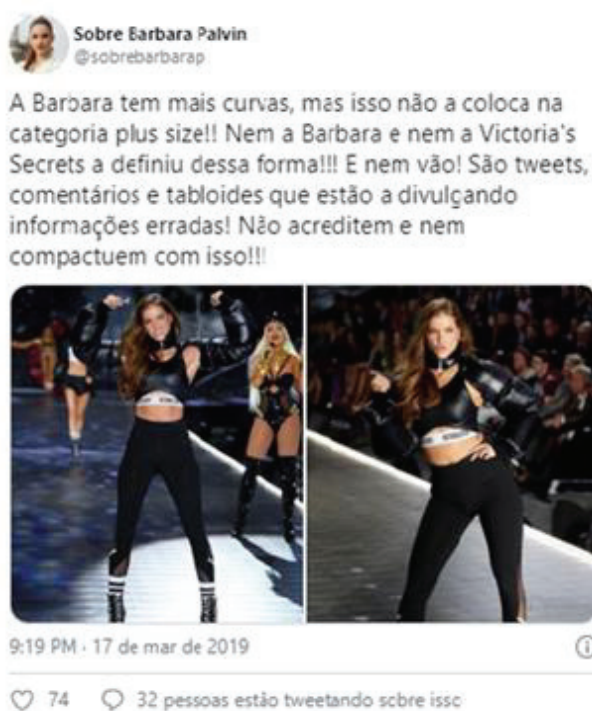 Sobre Barbara Palvin
@sobrebarbarap
A Barbara tem mais curvas, mas isso não a coloca na
categoria plus size!! Nem a Barbara e nem a Victoria's
Secrets a definiu dessa forma!!! E nem vão! São tweets,
comentários e tabloides que estão a divulgando
informações erradas! Não acreditem e nem
compactuem com isso!!!
9:19 PM · 17 de mar de 2019
74 32 pessoas estão tweetando sobre isso